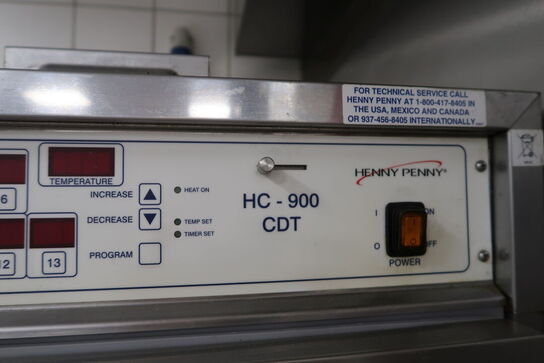 FOR TECHNICAL SERVICE CALL
HENNY PENNY AT 1-800-417-8405 IN
THE USA, MEXICO AND CANADA
OR 937-456-8405 INTERNATIONALLY
TEMPERATURE
6
INCREASE
HEAT ON
DECREASE
TEMP SET
TIMER SET
PROGRAM
12
13
HC - 900
CDT
HENNY PENNY®
I
ON
O
OFF
POWER